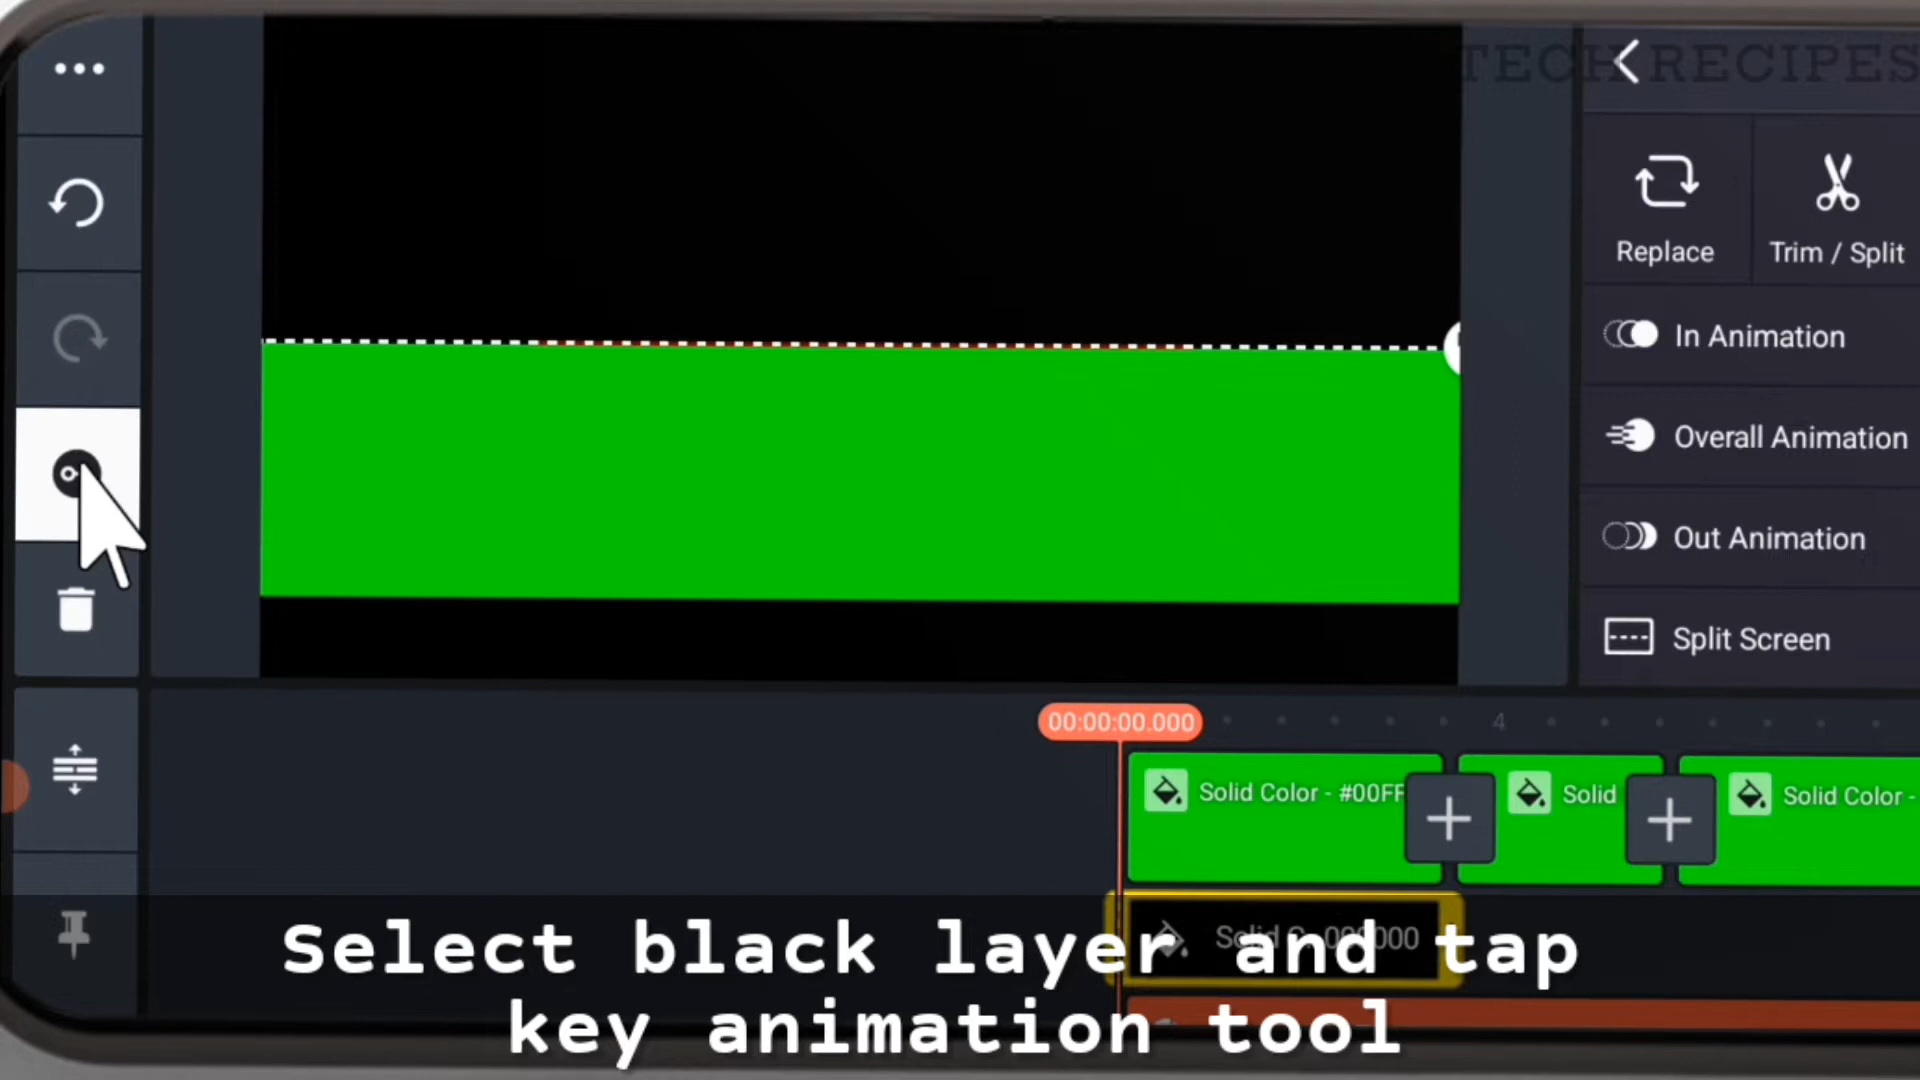 TECH RECIPES
Replace
Trim / Split
In Animation
Overall Animation
Out Animation
Split Screen
00:00:00.000
4
Solid Color - #00FF
Solid
Solid Color -
Select black layer and tap
key animation tool